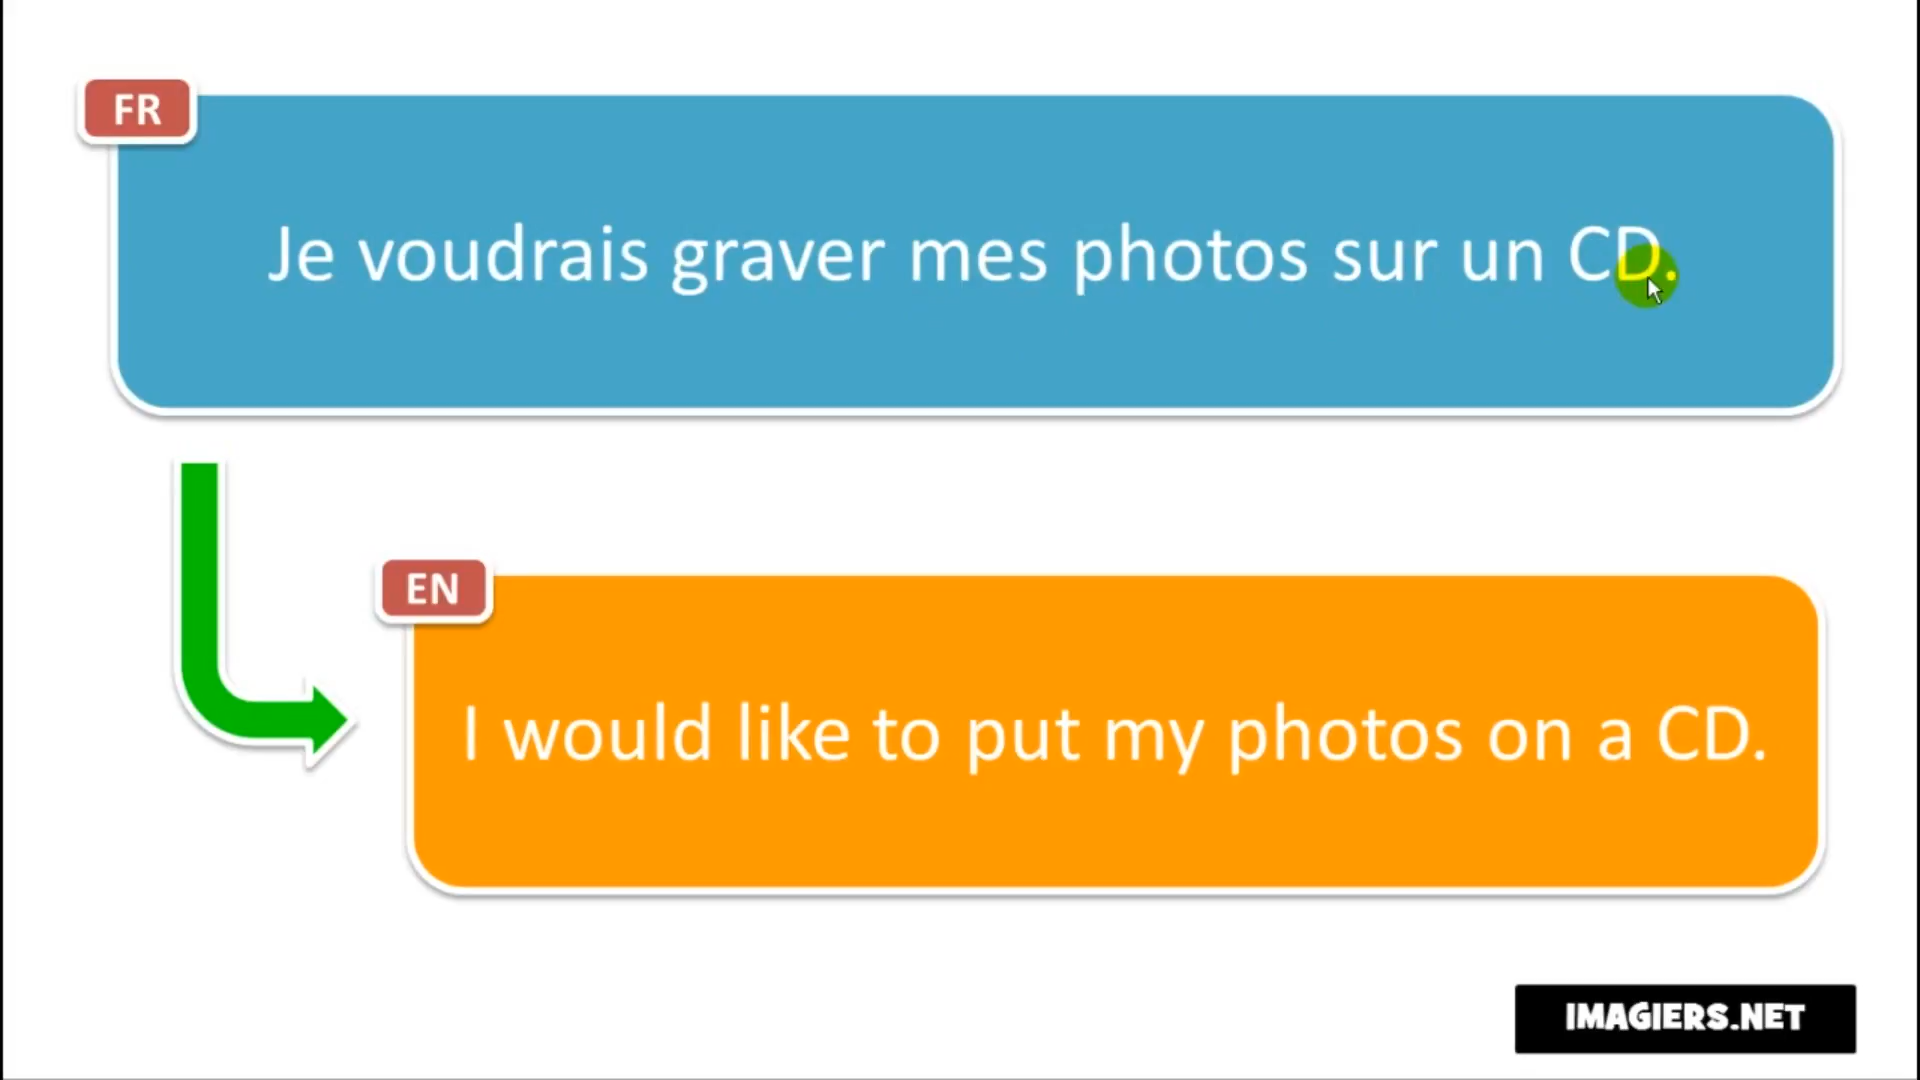 FR
Je voudrais graver mes photos sur un CD.
EN
I would like to put my photos on a CD.
IMAGIERS.NET